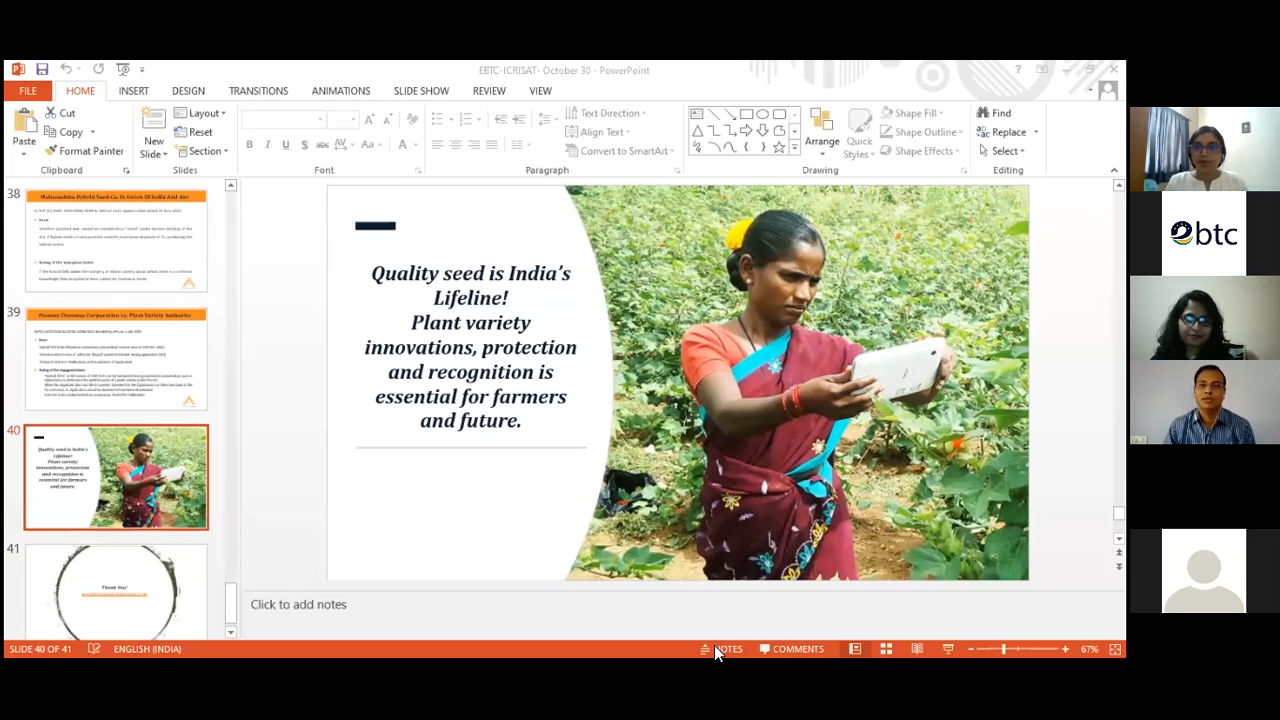 EBTC-ICRISAT- October 30 - PowerPoint
FILE
HOME
INSERT
DESIGN
TRANSITIONS
ANIMATIONS
SLIDE SHOW
REVIEW
VIEW
Paste
Cut
Copy
Format Painter
Clipboard
New
Slide
Layout
Reset
Section
Slides
B I U S abc AV Aa A
Font
Text Direction
Align Text
Convert to SmartArt
Paragraph
Arrange
Quick
Styles
Shape Fill
Shape Outline
Shape Effects
Drawing
Find
Replace
Select
Editing
38
Maharashtra Hybrid Seed Co. Vs Union Of India And Anr
39
Pioneer Overseas Corporation vs. Plant Variety Authority
40
Quality seed is India's
Lifeline!
Plant variety
innovations, protection
and recognition is
essential for farmers
and future.
41
Thank You!
Quality seed is India's
Lifeline!
Plant variety
innovations, protection
and recognition is
essential for farmers
and future.
Click to add notes
SLIDE 40 OF 41
ENGLISH (INDIA)
NOTES
COMMENTS
67%
ebtc